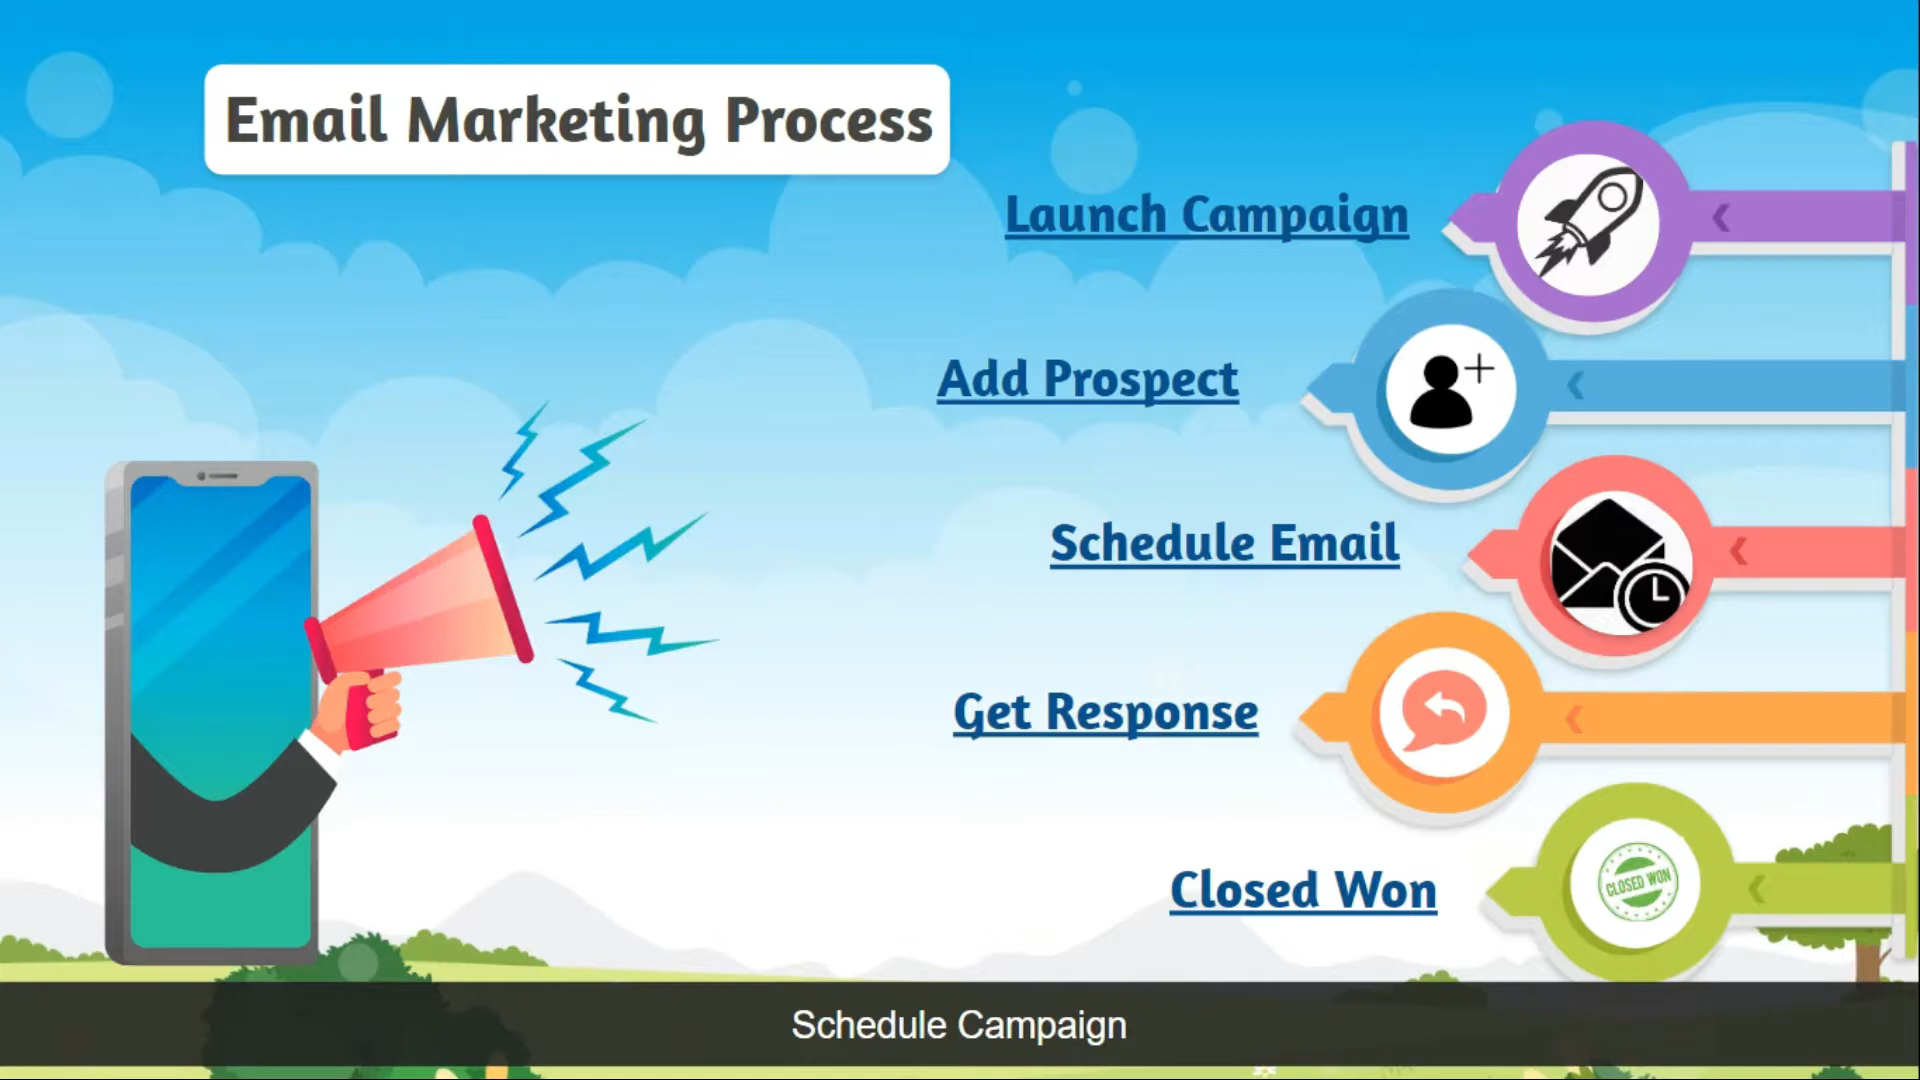 Email Marketing Process
Launch Campaign
Add Prospect
Schedule Email
Get Response
Closed Won
CLOSED WON
Schedule Campaign